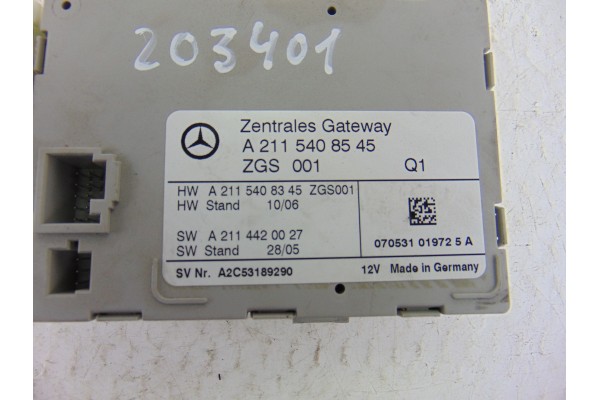 203401
Zentrales Gateway
A 211 540 85 45
ZGS 001 Q1
HW A 211 540 83 45 ZGS001
HW Stand 10/06
SW A 211 442 00 27
SW Stand 28/05
070531 01972 5 A
SV Nr. A2C53189290 12V Made in Germany